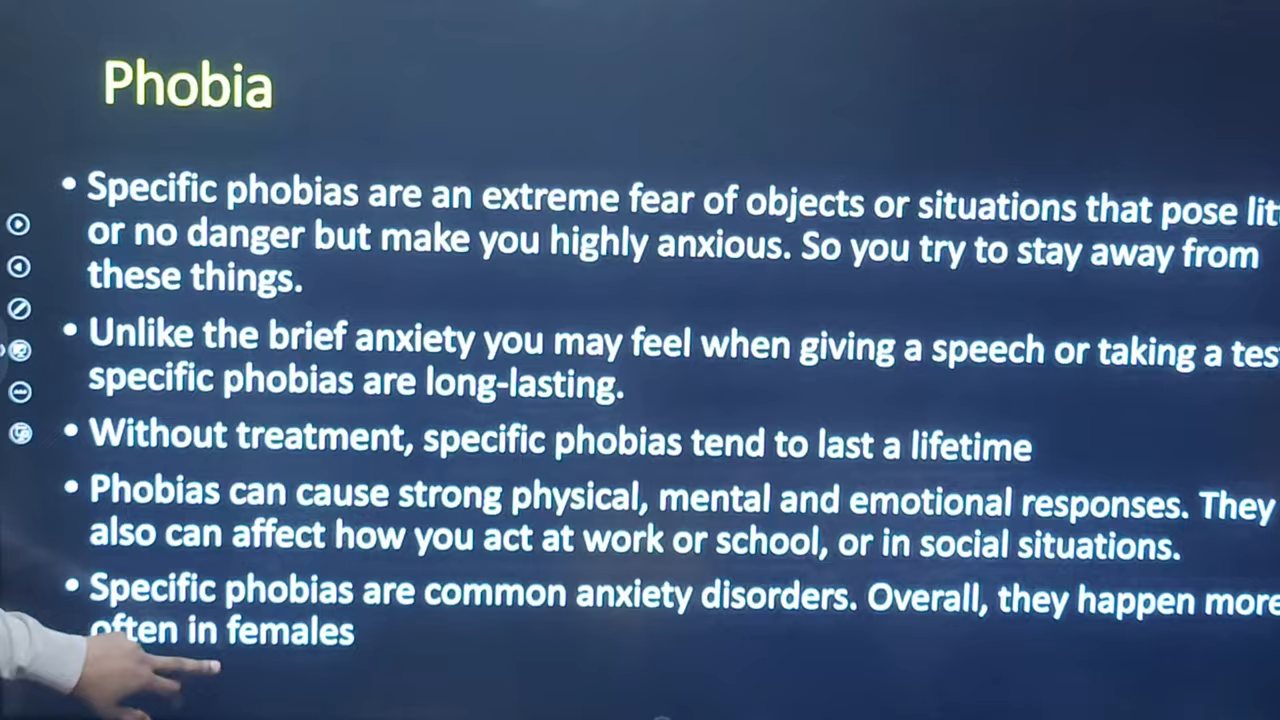 Phobia
• Specific phobias are an extreme fear of objects or situations that pose lit
or no danger but make you highly anxious. So you try to stay away from
these things.
• Unlike the brief anxiety you may feel when giving a speech or taking a tes
specific phobias are long-lasting.
• Without treatment, specific phobias tend to last a lifetime
• Phobias can cause strong physical, mental and emotional responses. They
also can affect how you act at work or school, or in social situations.
• Specific phobias are common anxiety disorders. Overall, they happen more
often in females